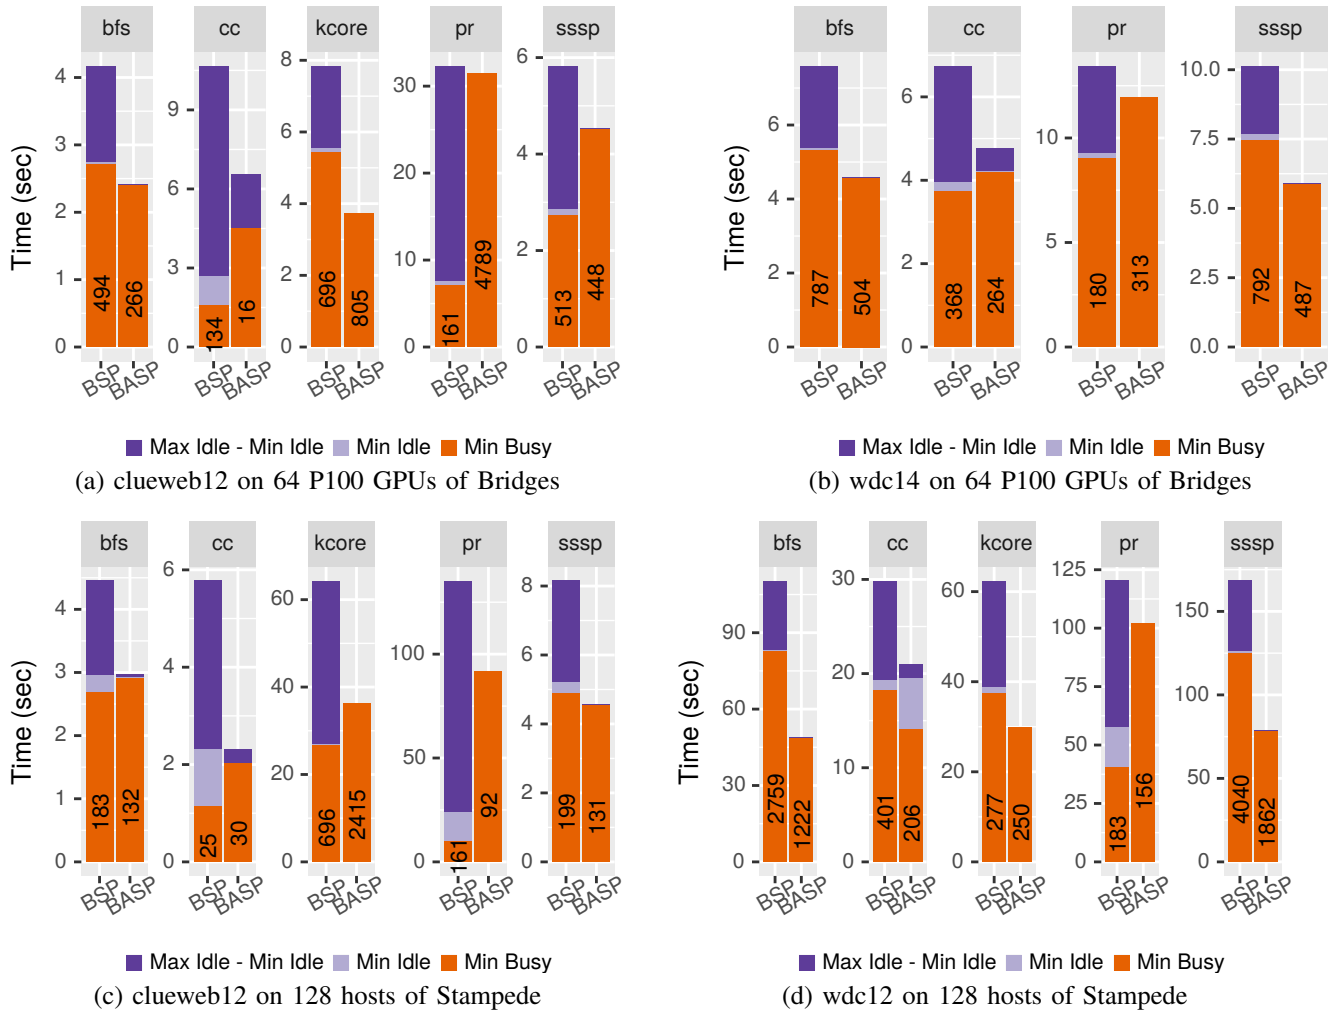 bfs cc kcore pr sssp
Time (sec)
0 1 2 3 4
494 266
0 3 6 9
134 16
0 2 4 6 8
696 805
0 10 20 30
161 4789
0 2 4 6
513 448
BSP BASP BSP BASP BSP BASP BSP BASP BSP BASP
Max Idle - Min Idle Min Idle Min Busy
(a) clueweb12 on 64 P100 GPUs of Bridges
bfs cc pr sssp
Time (sec)
0 2 4 6
787 504
0 2 4 6
368 264
0 5 10
180 313
0.0 2.5 5.0 7.5 10.0
792 487
BSP BASP BSP BASP BSP BASP BSP BASP
Max Idle - Min Idle Min Idle Min Busy
(b) wdc14 on 64 P100 GPUs of Bridges
bfs cc kcore pr sssp
Time (sec)
0 1 2 3 4
183 132
0 2 4 6
25 30
0 20 40 60
696 2415
0 50 100
161 92
0 2 4 6 8
199 131
BSP BASP BSP BASP BSP BASP BSP BASP BSP BASP
Max Idle - Min Idle Min Idle Min Busy
(c) clueweb12 on 128 hosts of Stampede
bfs cc kcore pr sssp
Time (sec)
0 30 60 90
2759 1222
0 10 20 30
401 206
0 20 40 60
277 250
0 25 50 75 100 125
183 156
0 50 100 150
4040 1862
BSP BASP BSP BASP BSP BASP BSP BASP BSP BASP
Max Idle - Min Idle Min Idle Min Busy
(d) wdc12 on 128 hosts of Stampede